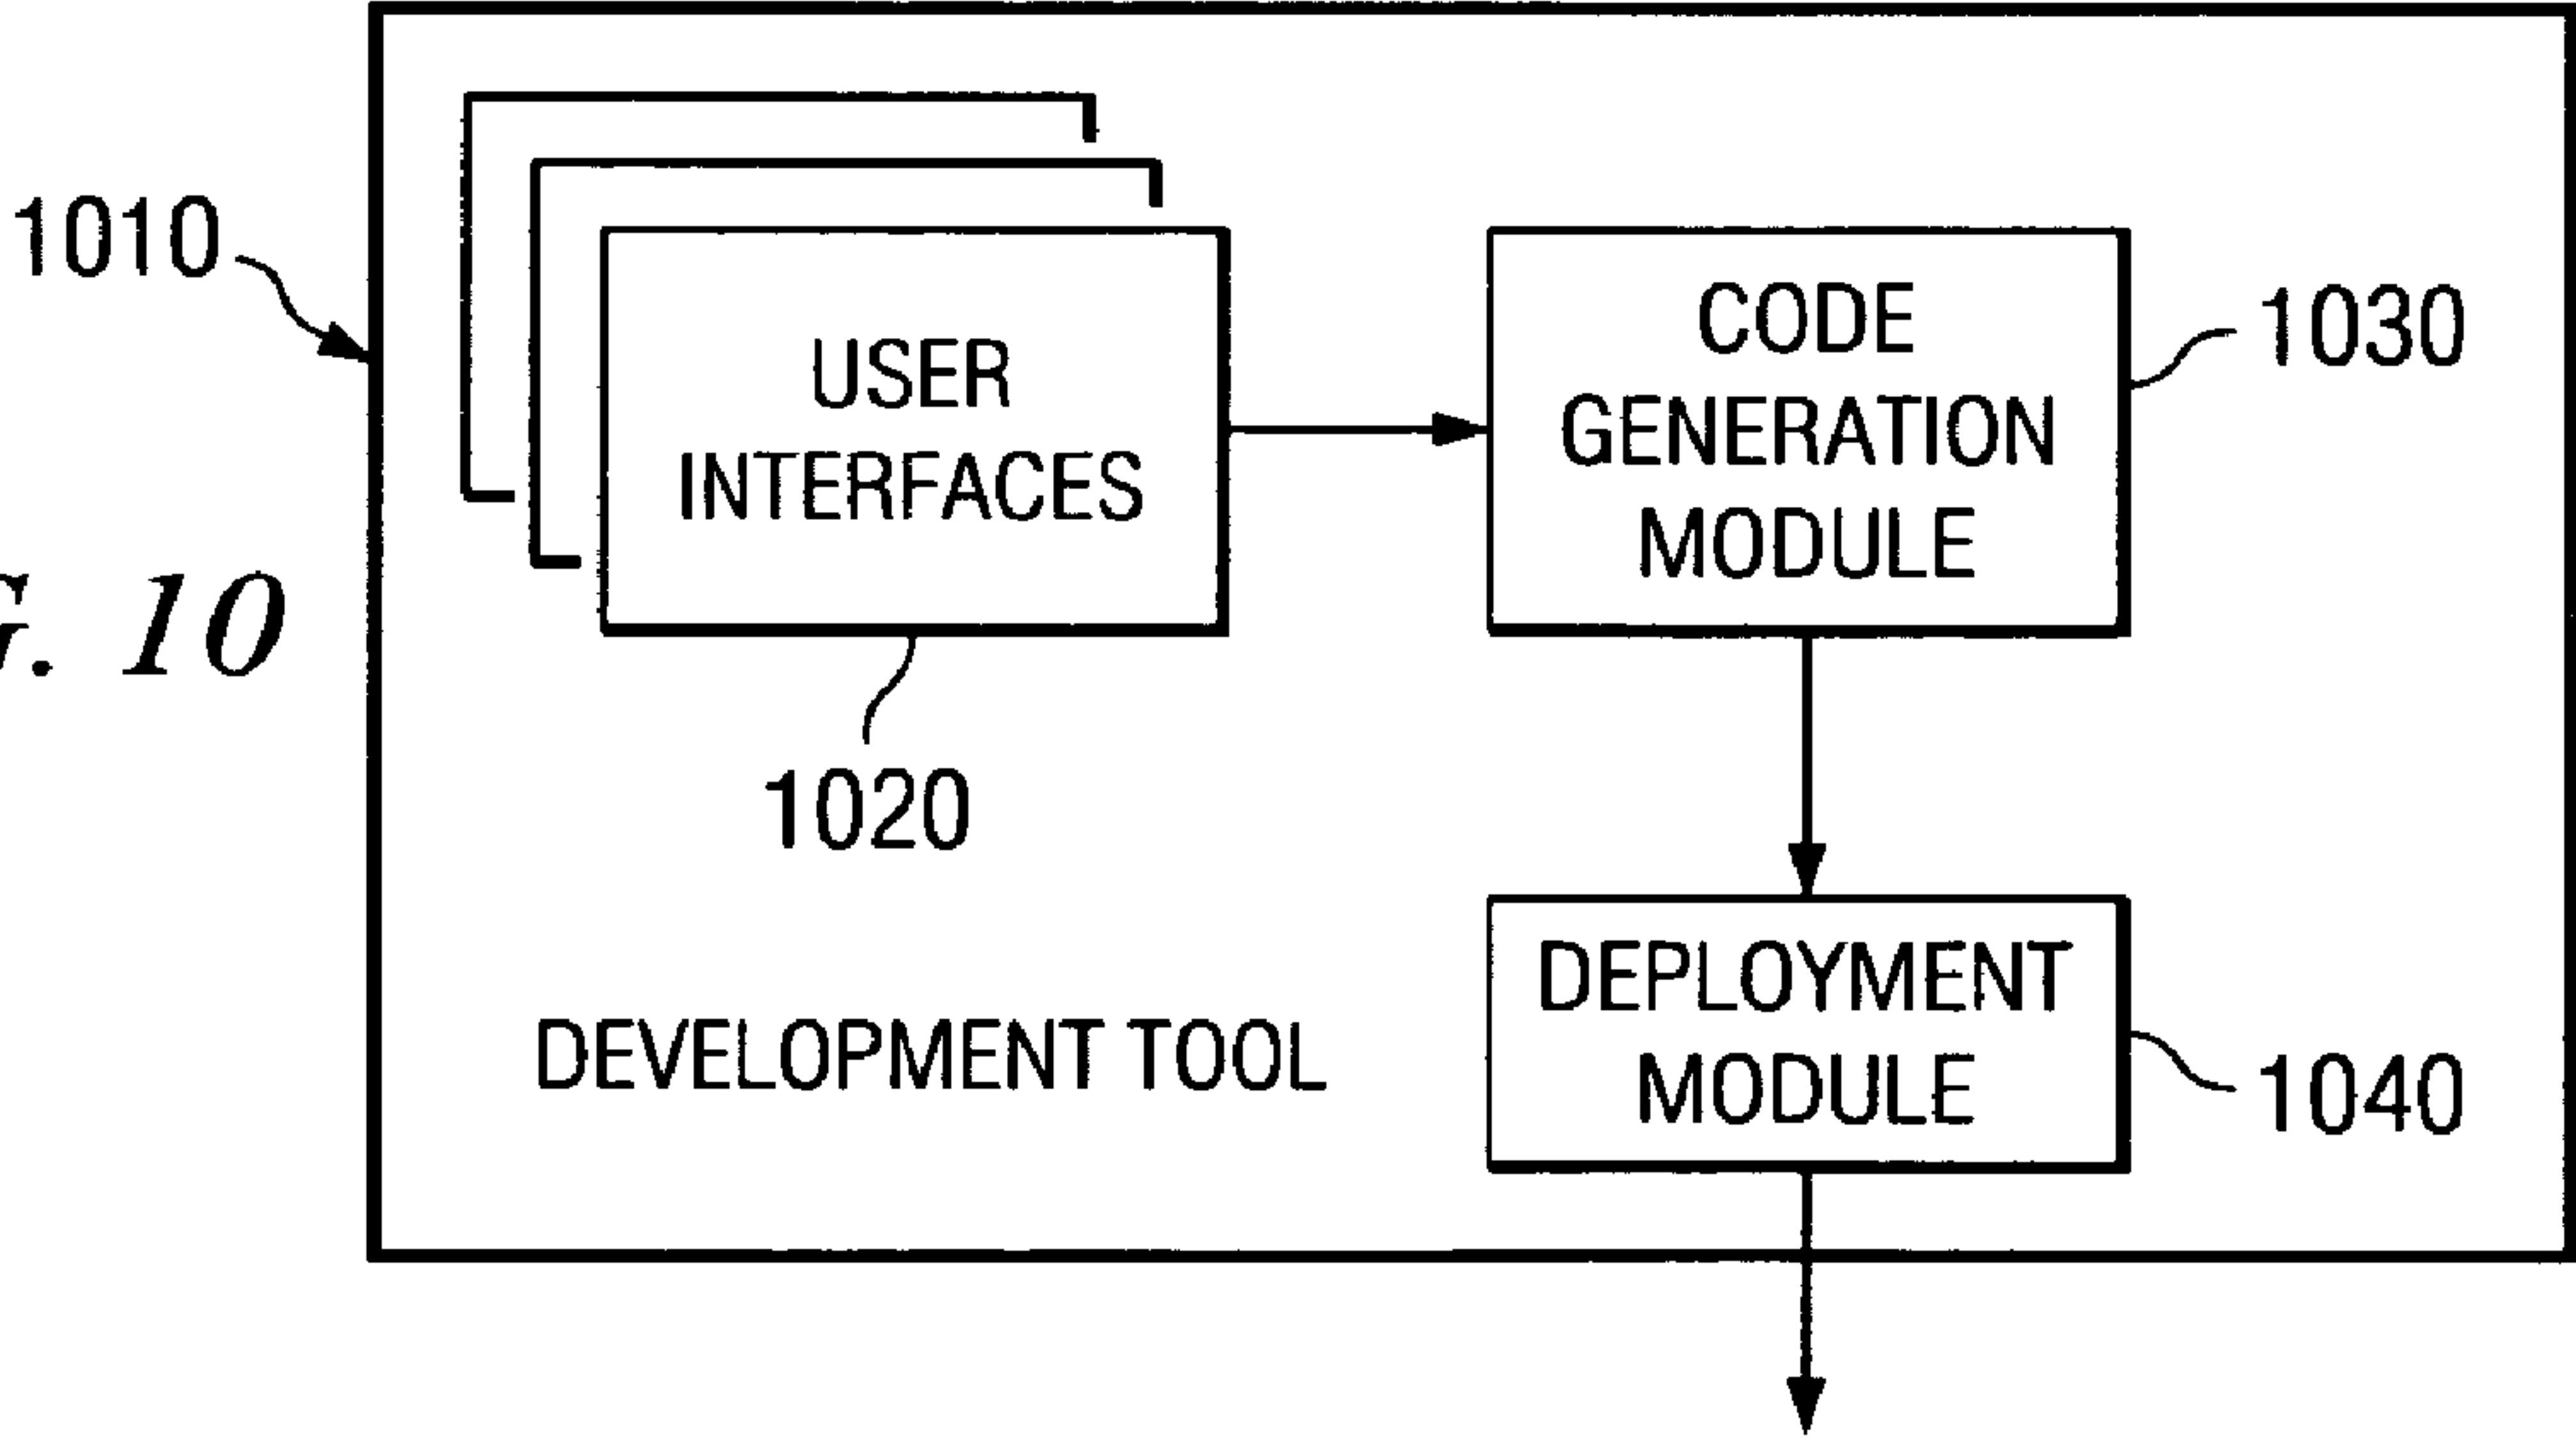 1010
USER
INTERFACES
1020
CODE
GENERATION
MODULE
1030
G. 10
DEVELOPMENT TOOL
DEPLOYMENT
MODULE
1040